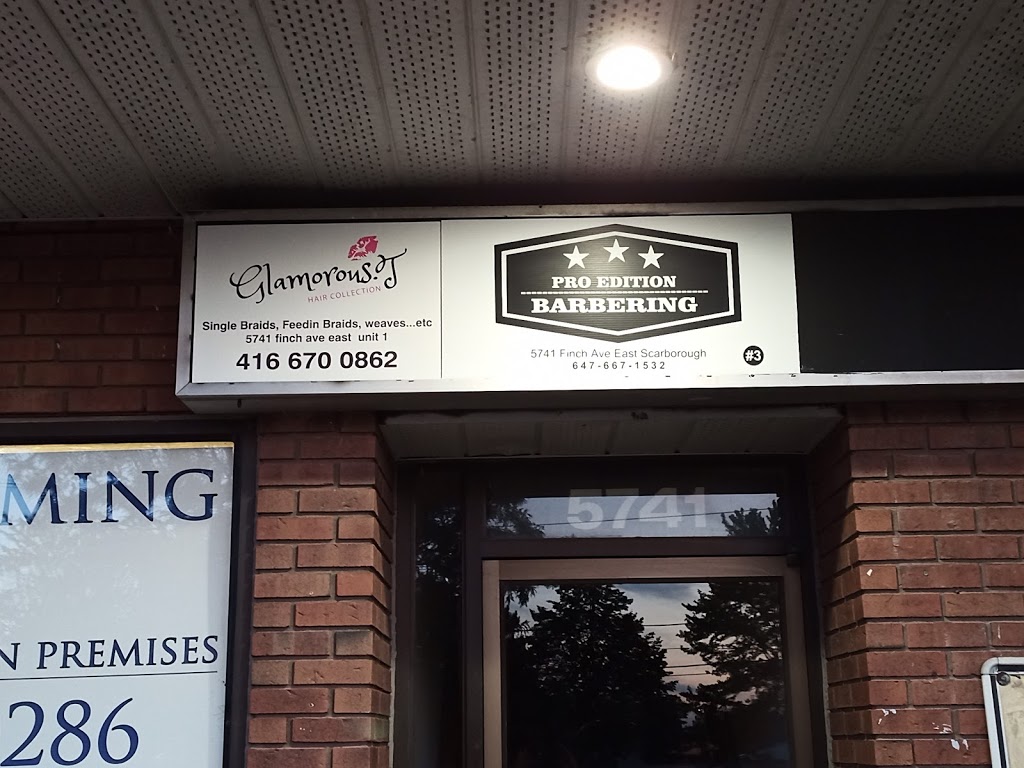 Glamorous.J
HAIR COLLECTION
Single Braids, Feedin Braids, weaves...etc
5741 finch ave east unit 1
416 670 0862
PRO EDITION
BARBERING
5741 Finch Ave East Scarborough
647-667-1532
#3
5741
MING
N PREMISES
286